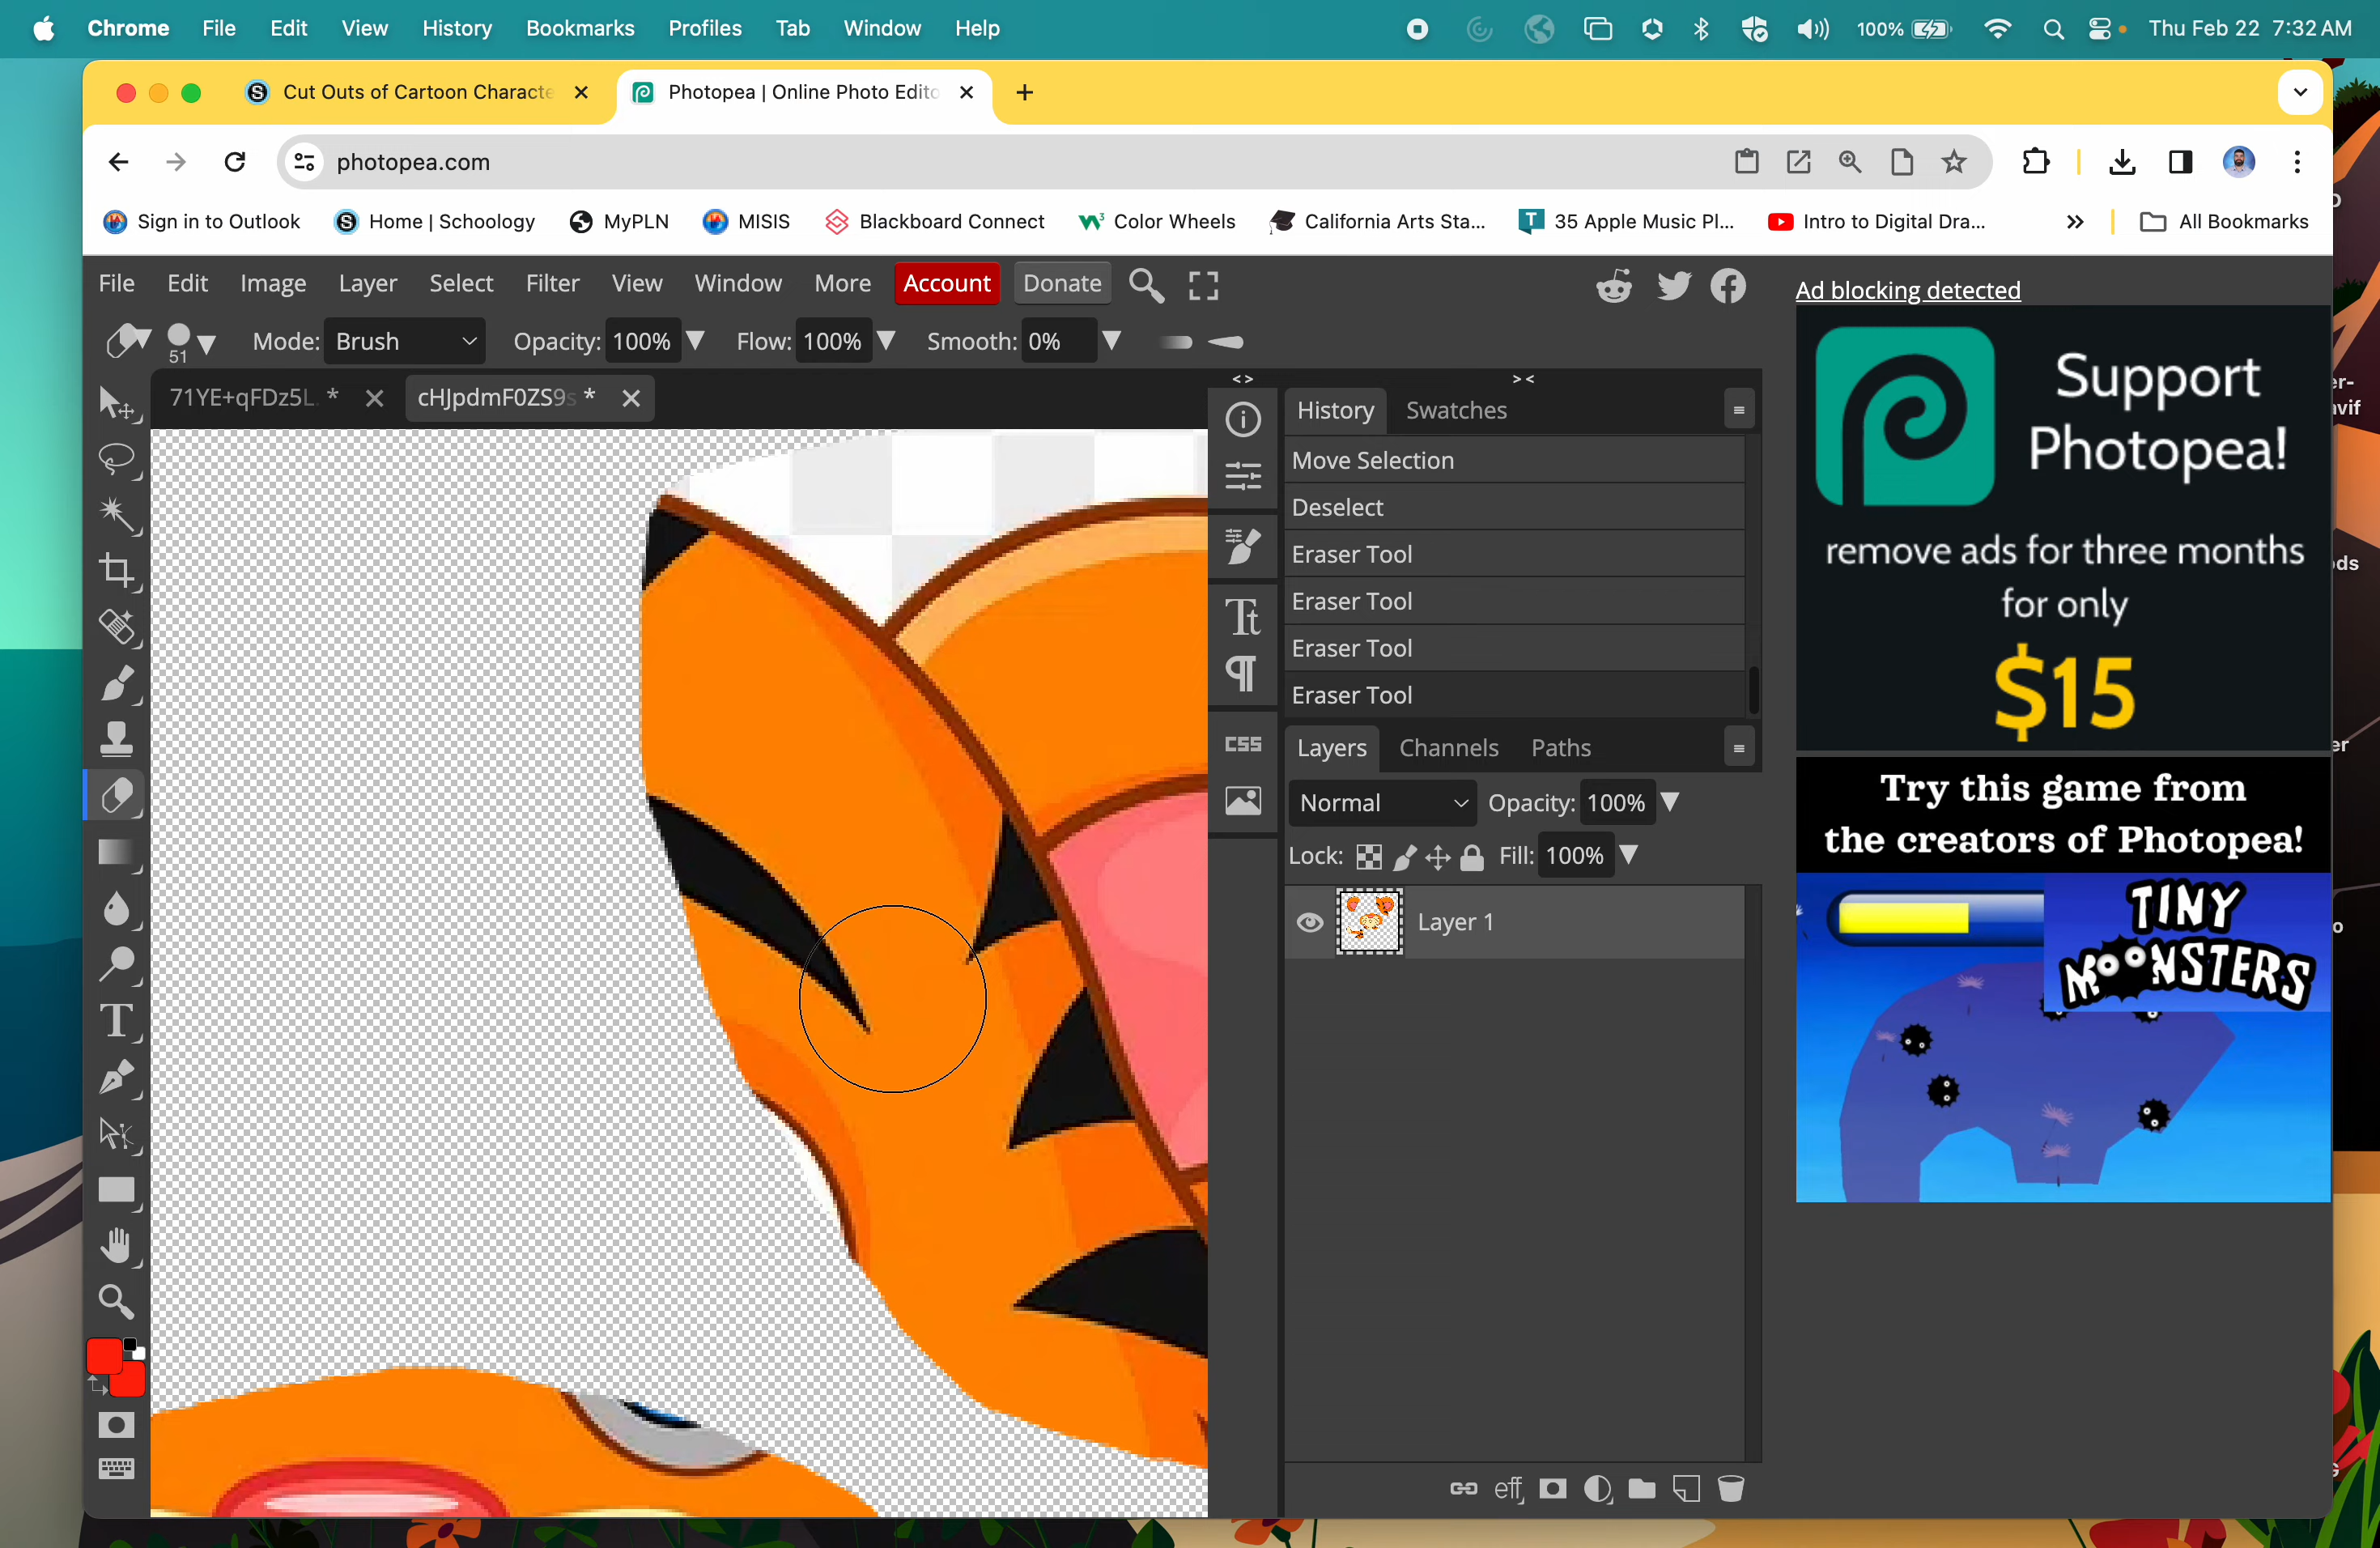 Chrome File Edit View History Bookmarks Profiles Tab Window Help 100% Thu Feb 22 7:32 AM
Cut Outs of Cartoon Characte Photopea | Online Photo Edito
photopea.com
Sign in to Outlook Home | Schoology MyPLN MISIS Blackboard Connect Color Wheels California Arts Sta... 35 Apple Music Pl... Intro to Digital Dra... All Bookmarks
File Edit Image Layer Select Filter View Window More Account Donate
51 Mode: Brush Opacity: 100% Flow: 100% Smooth: 0%
71YE+qFDz5L. * cHJpdmF0ZS9s *
History Swatches
Move Selection
Deselect
Eraser Tool
Eraser Tool
Eraser Tool
Eraser Tool
CSS
Layers Channels Paths
Normal Opacity: 100%
Lock: Fill: 100%
Layer 1
eff
Ad blocking detected
Support
Photopea!
remove ads for three months
for only
$15
Try this game from
the creators of Photopea!
TINY
MOONSTERS